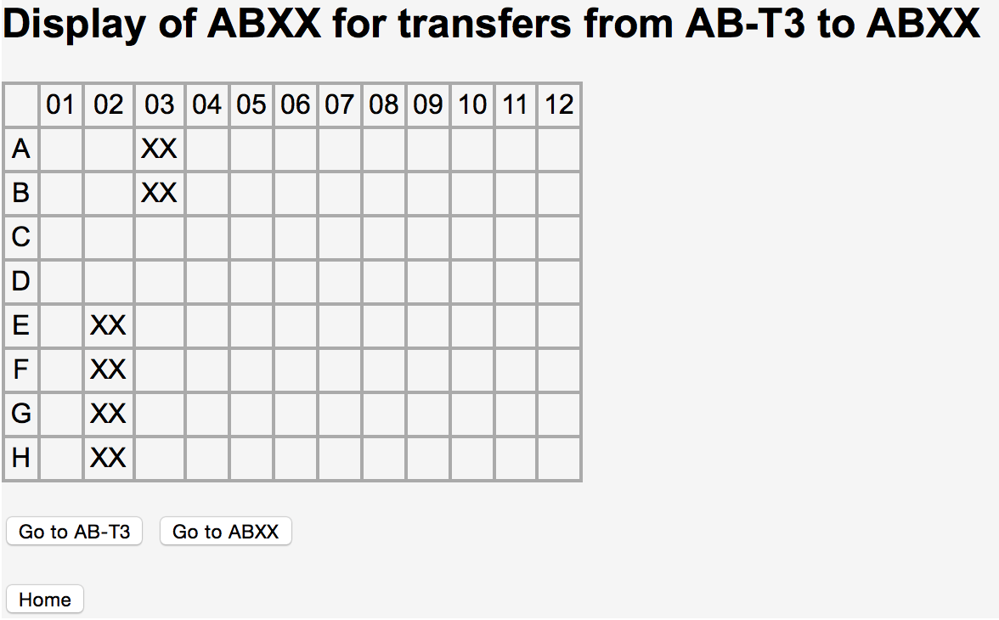 Display of ABXX for transfers from AB-T3 to ABXX
01 02 03 04 05 06 07 08 09 10 11 12
A XX
B XX
C
D
E XX
F XX
G XX
H XX
Go to AB-T3 Go to ABXX
Home